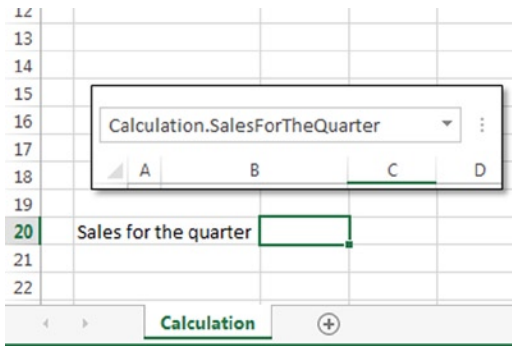 12
13
14
15
16
17
18
Calculation.SalesForTheQuarter
A B C D
19
20 Sales for the quarter
21
22
Calculation